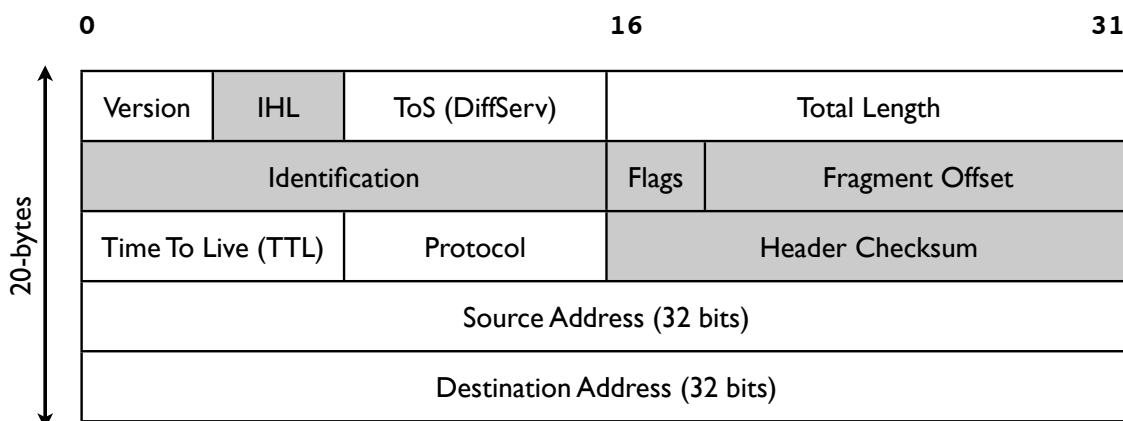 0 16 31
Version IHL ToS (DiffServ) Total Length
Identification Flags Fragment Offset
Time To Live (TTL) Protocol Header Checksum
Source Address (32 bits)
Destination Address (32 bits)
20-bytes